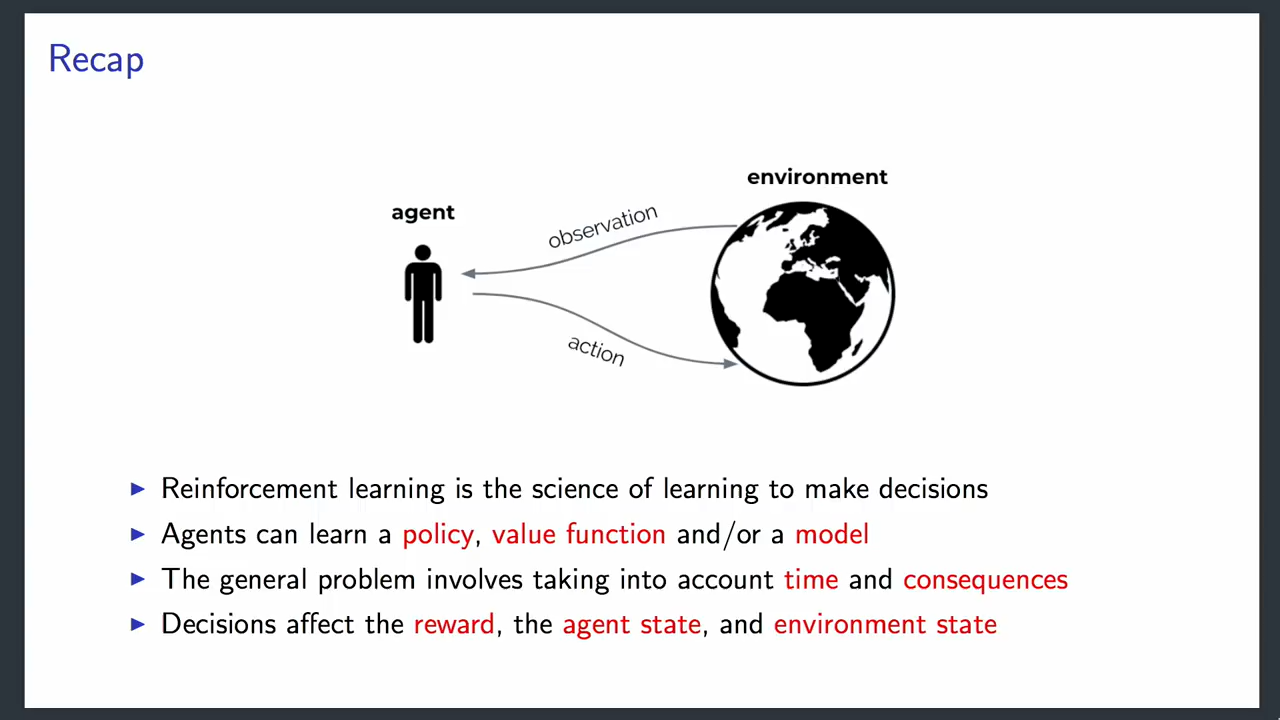 Recap
environment
agent
observation
action
▶ Reinforcement learning is the science of learning to make decisions
▶ Agents can learn a policy, value function and/or a model
▶ The general problem involves taking into account time and consequences
▶ Decisions affect the reward, the agent state, and environment state